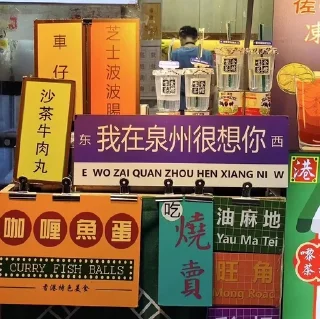 車仔
芝士波波腸
沙茶牛肉丸
东 我在泉州很想你 西
E WO ZAI QUAN ZHOU HEN XIANG NI W
咖喱魚蛋
CURRY FISH BALLS
吃
燒賣
油麻地
Yau Ma Tei
旺角
Mong
港